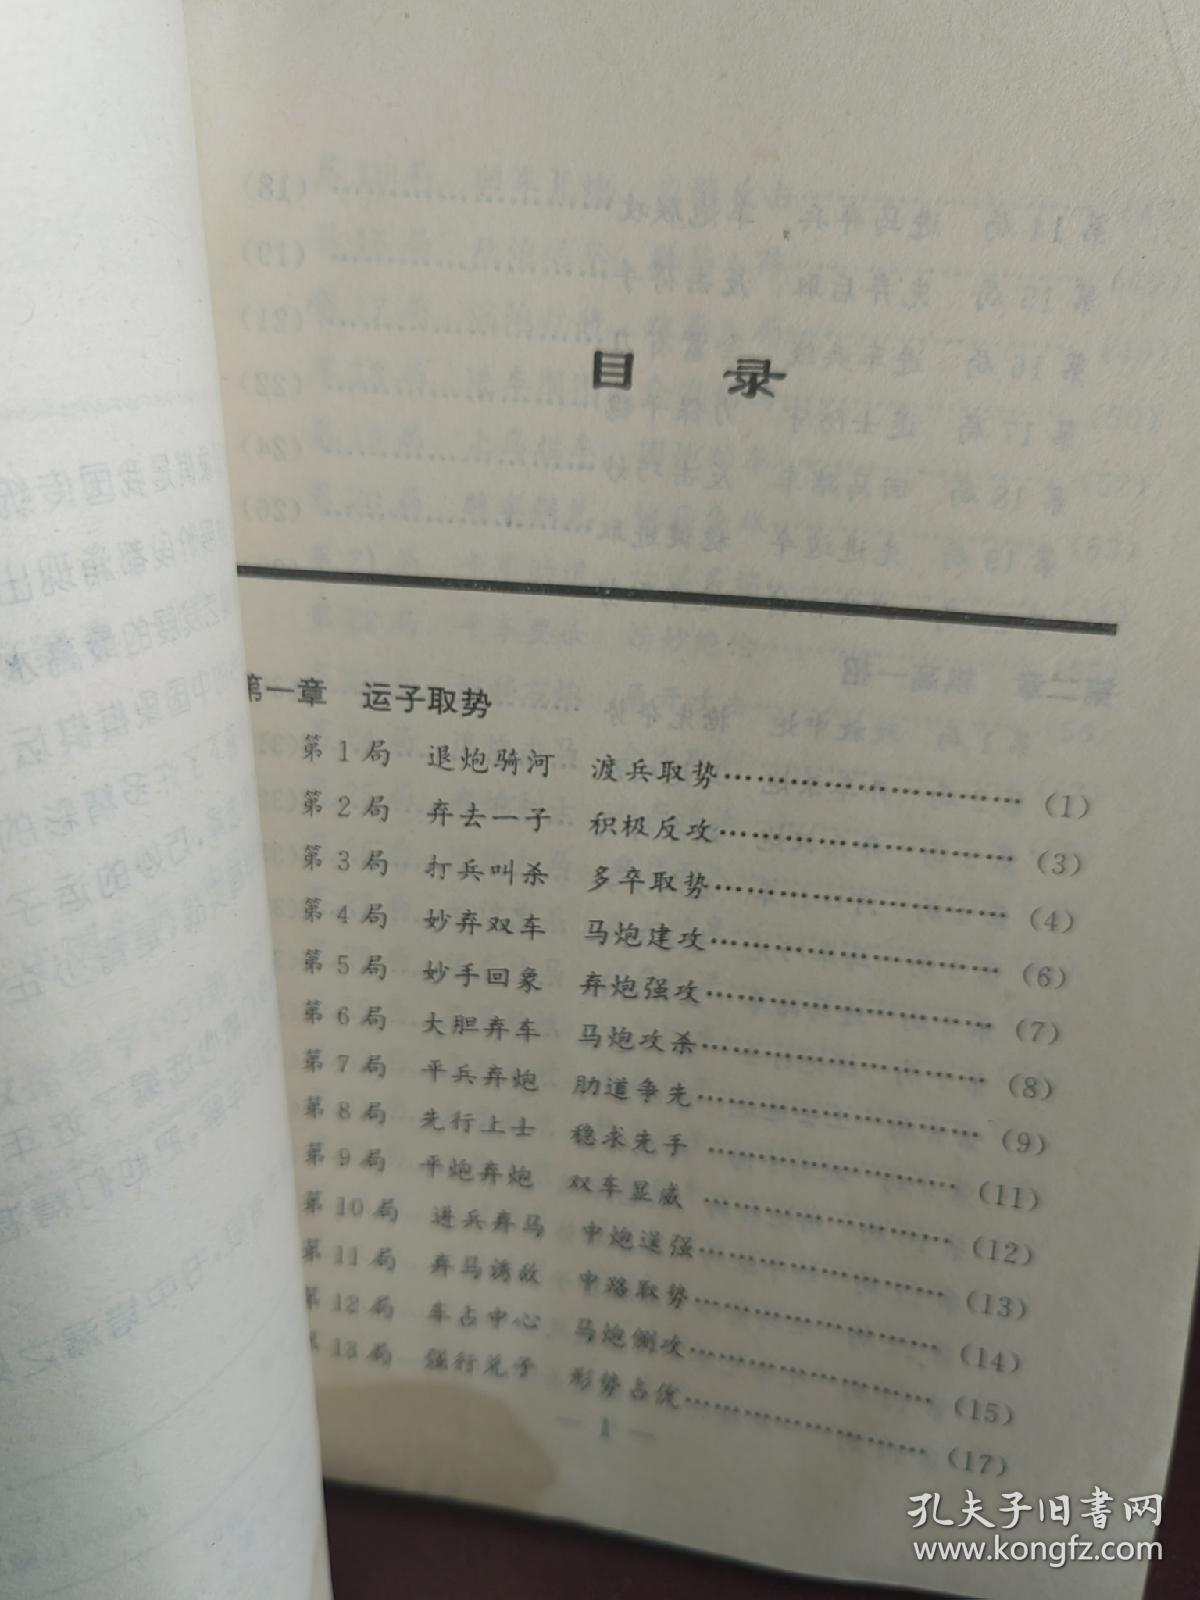 目 录
第一章 运子取势
第1局 退炮骑河 渡兵取势…………………………(1)
第2局 弃去一子 积极反攻…………………………(3)
第3局 打兵叫杀 多卒取势…………………………(4)
第4局 妙弃双车 马炮建攻…………………………(6)
第5局 妙手回象 弃炮强攻…………………………(7)
第6局 大胆弃车 马炮攻杀…………………………(8)
第7局 平兵弃炮 肋道争先…………………………(9)
第8局 先行上士 稳求先手…………………………(11)
第9局 平炮弃炮 双车显威…………………………(12)
第10局 进兵弃马 中炮逞强…………………………(13)
第11局 弃马诱敌 中路取势…………………………(14)
第12局 车占中心 马炮侧攻…………………………(15)
第13局 强行兑子 形势占优…………………………(17)
— 1 —
孔夫子旧书网
www.kongfz.com